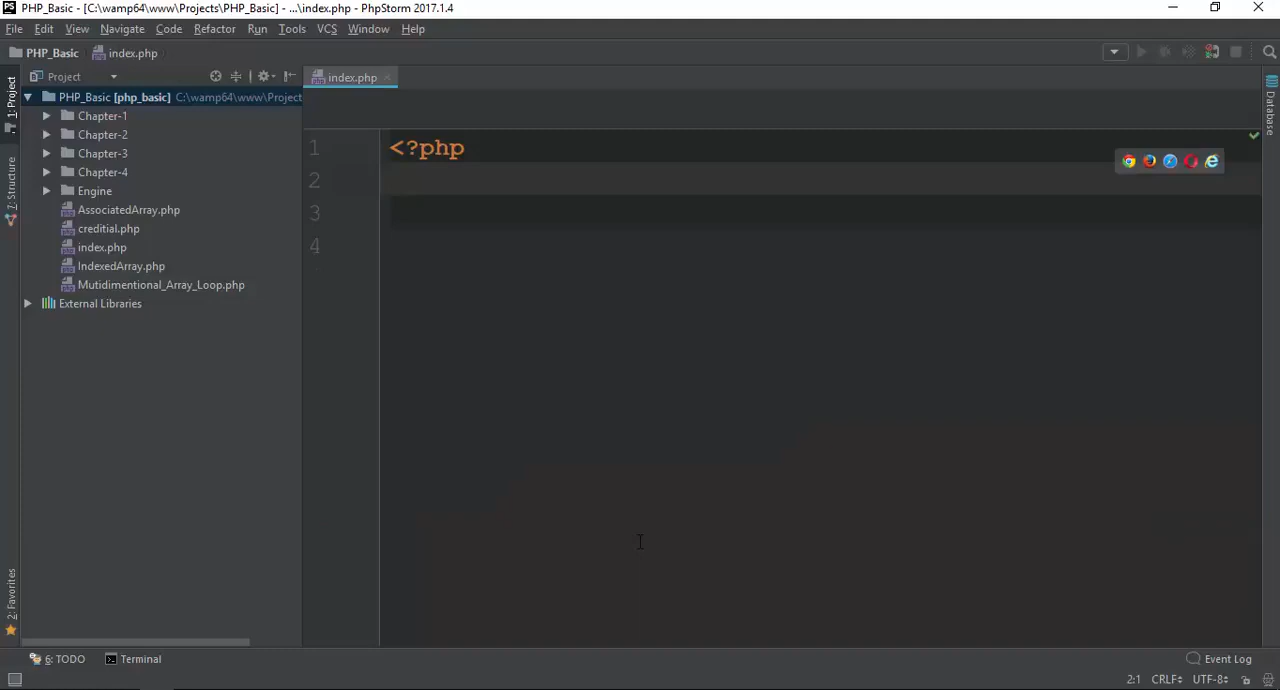 PS PHP_Basic - [C:\wamp64\www\Projects\PHP_Basic] - ...\index.php - PhpStorm 2017.1.4
File Edit View Navigate Code Refactor Run Tools VCS Window Help
PHP_Basic index.php
Project
index.php
1: Project
7: Structure
2: Favorites
PHP_Basic [php_basic] C:\wamp64\www\Project
Chapter-1
Chapter-2
Chapter-3
Chapter-4
Engine
AssociatedArray.php
creditial.php
index.php
IndexedArray.php
Mutidimentional_Array_Loop.php
External Libraries
1 <?php
2
3
4
Database
6: TODO Terminal Event Log
2:1 CRLF UTF-8